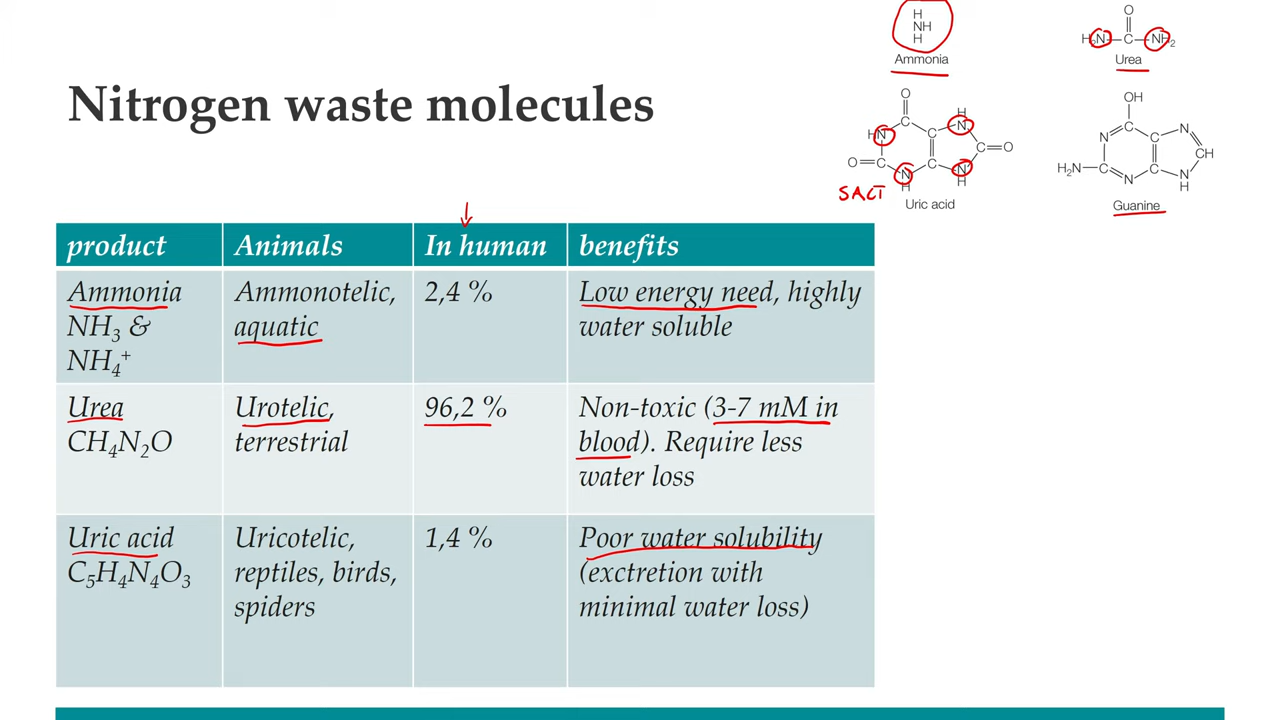 Nitrogen waste molecules
H
NH
H
Ammonia
O
H₂N C NH₂
Urea
O
C
HN
H
N
C
O
O
C
N
H
C
N
H
SALT
Uric acid
OH
C
N
C
N
CH
H₂N
C
N
C
N
H
Guanine
product Animals In human benefits
Ammonia
NH₃ &
NH₄⁺
Ammonotelic,
aquatic
2,4 %
Low energy need, highly
water soluble
Urea
CH₄N₂O
Urotelic,
terrestrial
96,2 %
Non-toxic (3-7 mM in
blood). Require less
water loss
Uric acid
C₅H₄N₄O₃
Uricotelic,
reptiles, birds,
spiders
1,4 %
Poor water solubility
(exctretion with
minimal water loss)